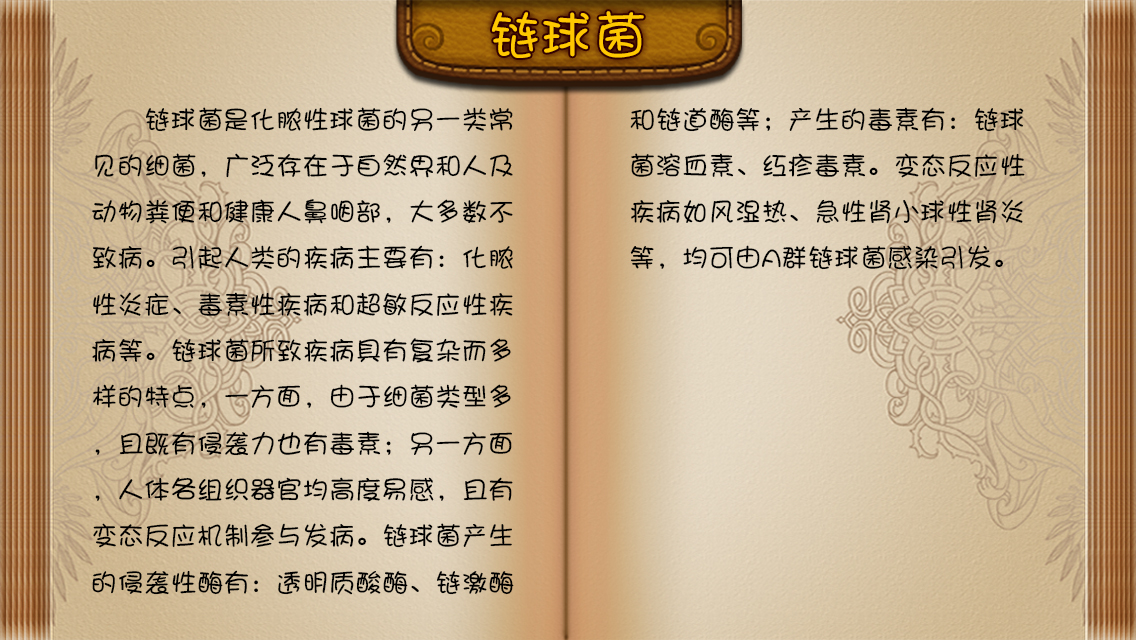 链球菌
链球菌是化脓性球菌的另一类常
见的细菌，广泛存在于自然界和人及
动物粪便和健康人鼻咽部，大多数不
致病。引起人类的疾病主要有：化脓
性炎症、毒素性疾病和超敏反应性疾
病等。链球菌所致疾病具有复杂而多
样的特点，一方面，由于细菌类型多
，且既有侵袭力也有毒素；另一方面
，人体各组织器官均高度易感，且有
变态反应机制参与发病。链球菌产生
的侵袭性酶有：透明质酸酶、链激酶
和链道酶等；产生的毒素有：链球
菌溶血素、红疹毒素。变态反应性
疾病如风湿热、急性肾小球性肾炎
等，均可由A群链球菌感染引发。